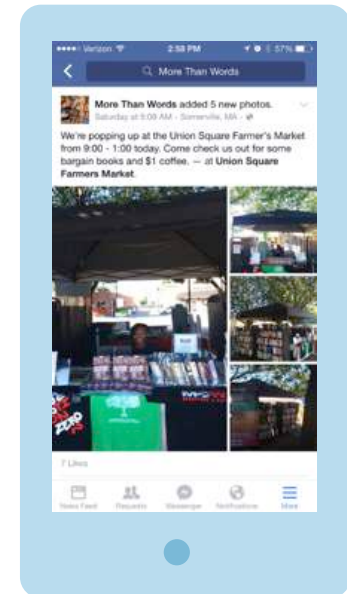 Verizon 2:58 PM 57%
More Than Words
More Than Words added 5 new photos.
Saturday at 9:08 AM · Somerville, MA ·
We're popping up at the Union Square Farmer's Market
from 9:00 - 1:00 today. Come check us out for some
bargain books and $1 coffee. — at Union Square
Farmers Market.
7 Likes
News Feed Requests Messenger Notifications More